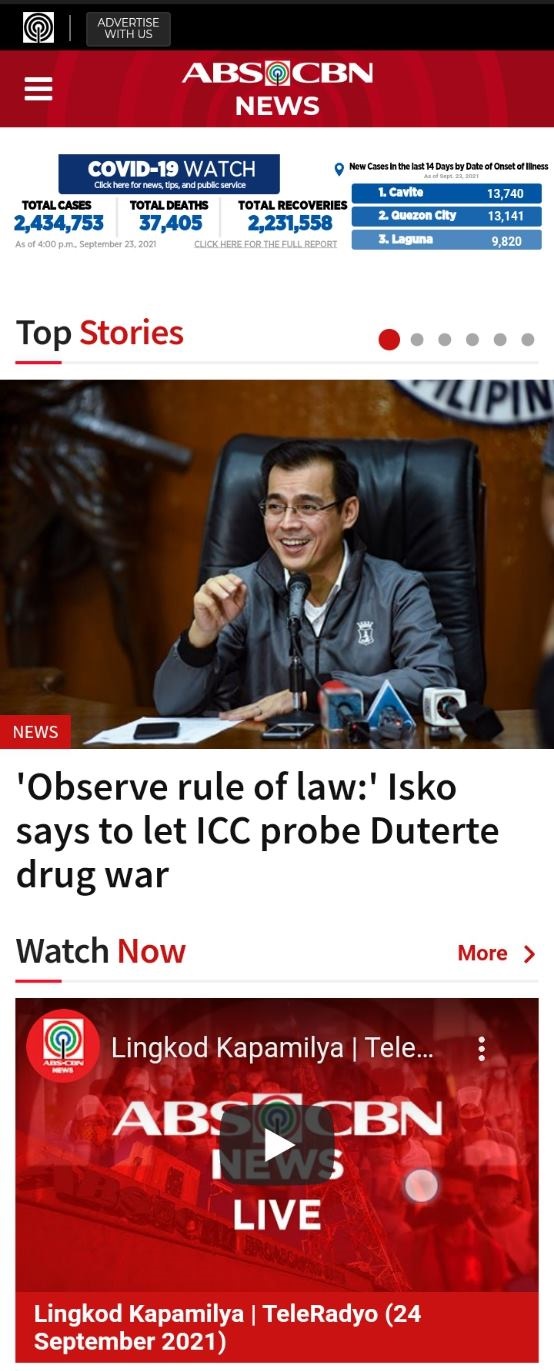 ADVERTISE
WITH US
ABS CBN
NEWS
COVID-19 WATCH
Click here for news, tips, and public service
TOTAL CASES
2,434,753
TOTAL DEATHS
37,405
TOTAL RECOVERIES
2,231,558
As of 4:00 p.m., September 23, 2021
CLICK HERE FOR THE FULL REPORT
New Cases in the last 14 Days by Date of Onset of Illness
As of Sept. 23, 2021
1. Cavite 13,740
2. Quezon City 13,141
3. Laguna 9,820
Top Stories
ILIPIN
NEWS
'Observe rule of law:' Isko
says to let ICC probe Duterte
drug war
Watch Now
More
ABS-CBN
NEWS
Lingkod Kapamilya | Tele...
ABS CBN
NEWS
LIVE
Lingkod Kapamilya | TeleRadyo (24
September 2021)